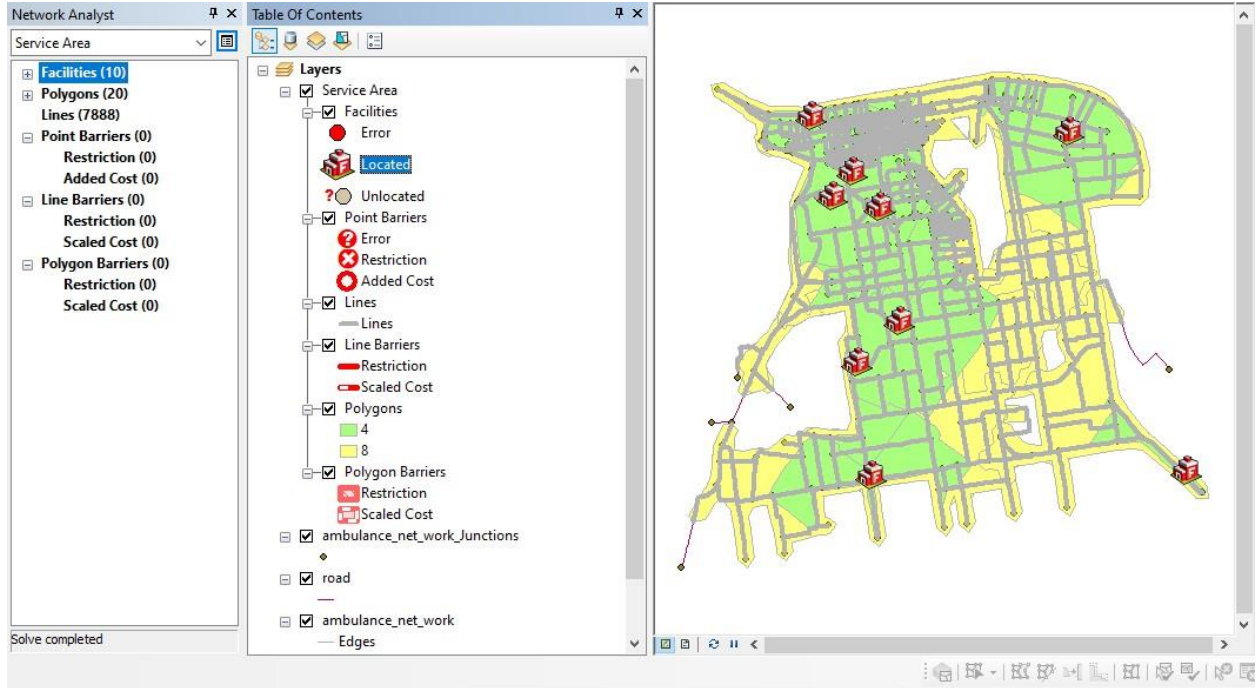 Network Analyst
Service Area
Facilities (10)
Polygons (20)
Lines (7888)
Point Barriers (0)
Restriction (0)
Added Cost (0)
Line Barriers (0)
Restriction (0)
Scaled Cost (0)
Polygon Barriers (0)
Restriction (0)
Scaled Cost (0)
Solve completed
Table Of Contents
Layers
Service Area
Facilities
Error
Located
Unlocated
Point Barriers
Error
Restriction
Added Cost
Lines
Lines
Line Barriers
Restriction
Scaled Cost
Polygons
4
8
Polygon Barriers
Restriction
Scaled Cost
ambulance_net_work_Junctions
road
ambulance_net_work
Edges